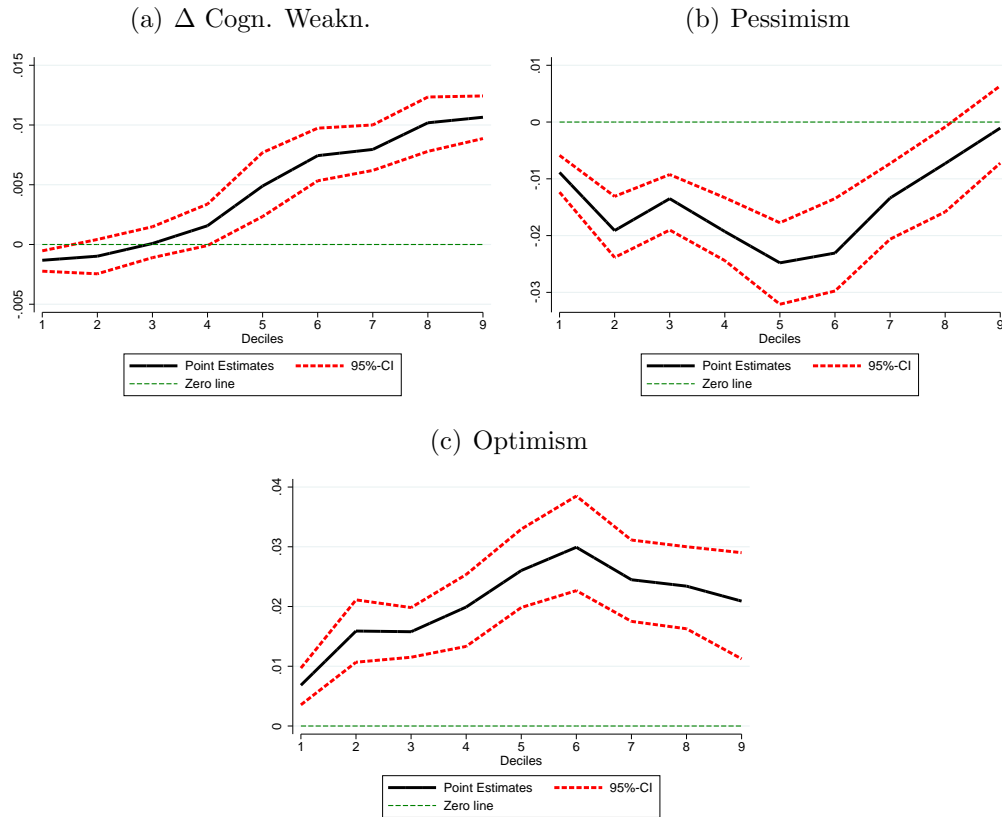 (a) Δ Cogn. Weakn.
.015
.01
.005
0
-.005
1 2 3 4 5 6 7 8 9
Deciles
Point Estimates 95%-CI
Zero line
(b) Pessimism
.01
0
-.01
-.02
-.03
1 2 3 4 5 6 7 8 9
Deciles
Point Estimates 95%-CI
Zero line
(c) Optimism
.04
.03
.02
.01
0
1 2 3 4 5 6 7 8 9
Deciles
Point Estimates 95%-CI
Zero line